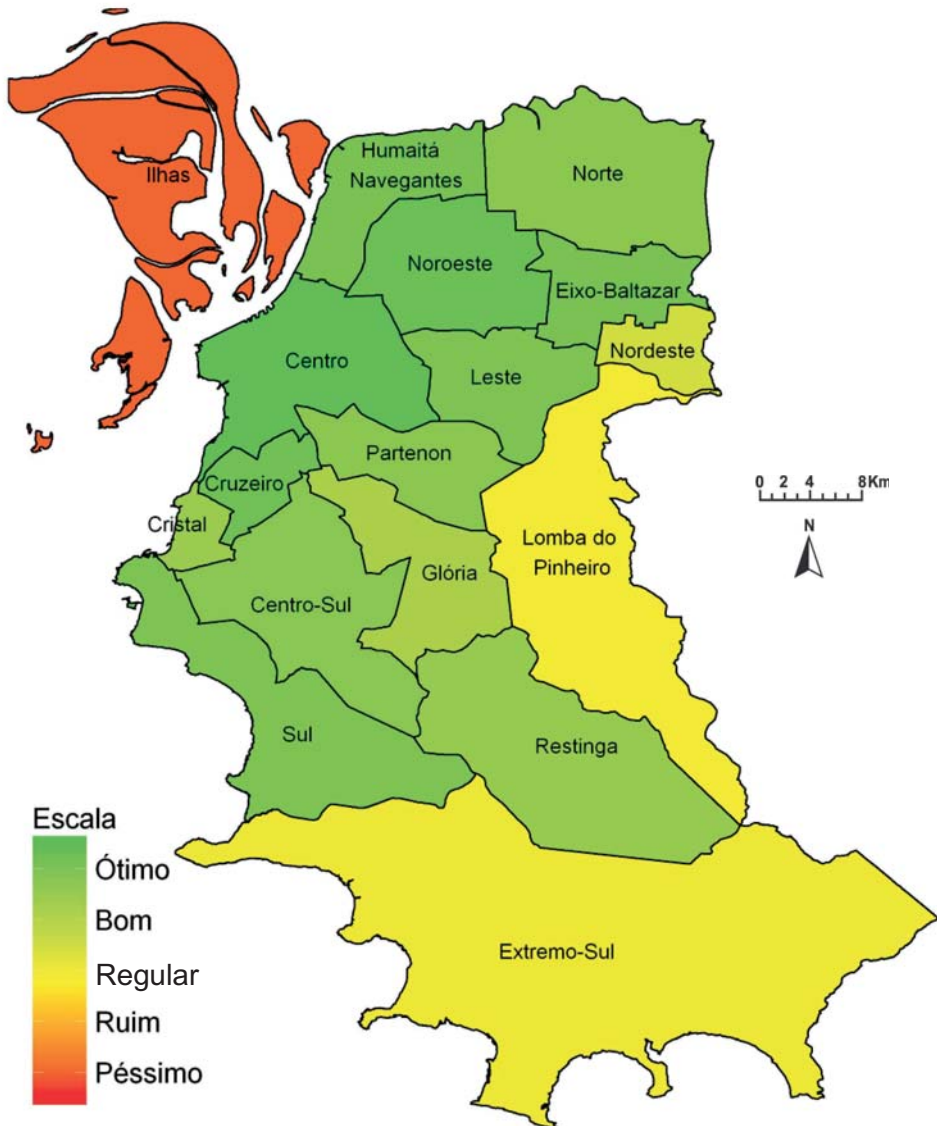 Humaitá
Navegantes
Norte
Ilhas
Noroeste
Eixo-Baltazar
Nordeste
Centro
Leste
Partenon
Cruzeiro
Cristal
0 2 4 8Km
N
Lomba do
Pinheiro
Glória
Centro-Sul
Sul
Restinga
Extremo-Sul
Escala
Ótimo
Bom
Regular
Ruim
Péssimo